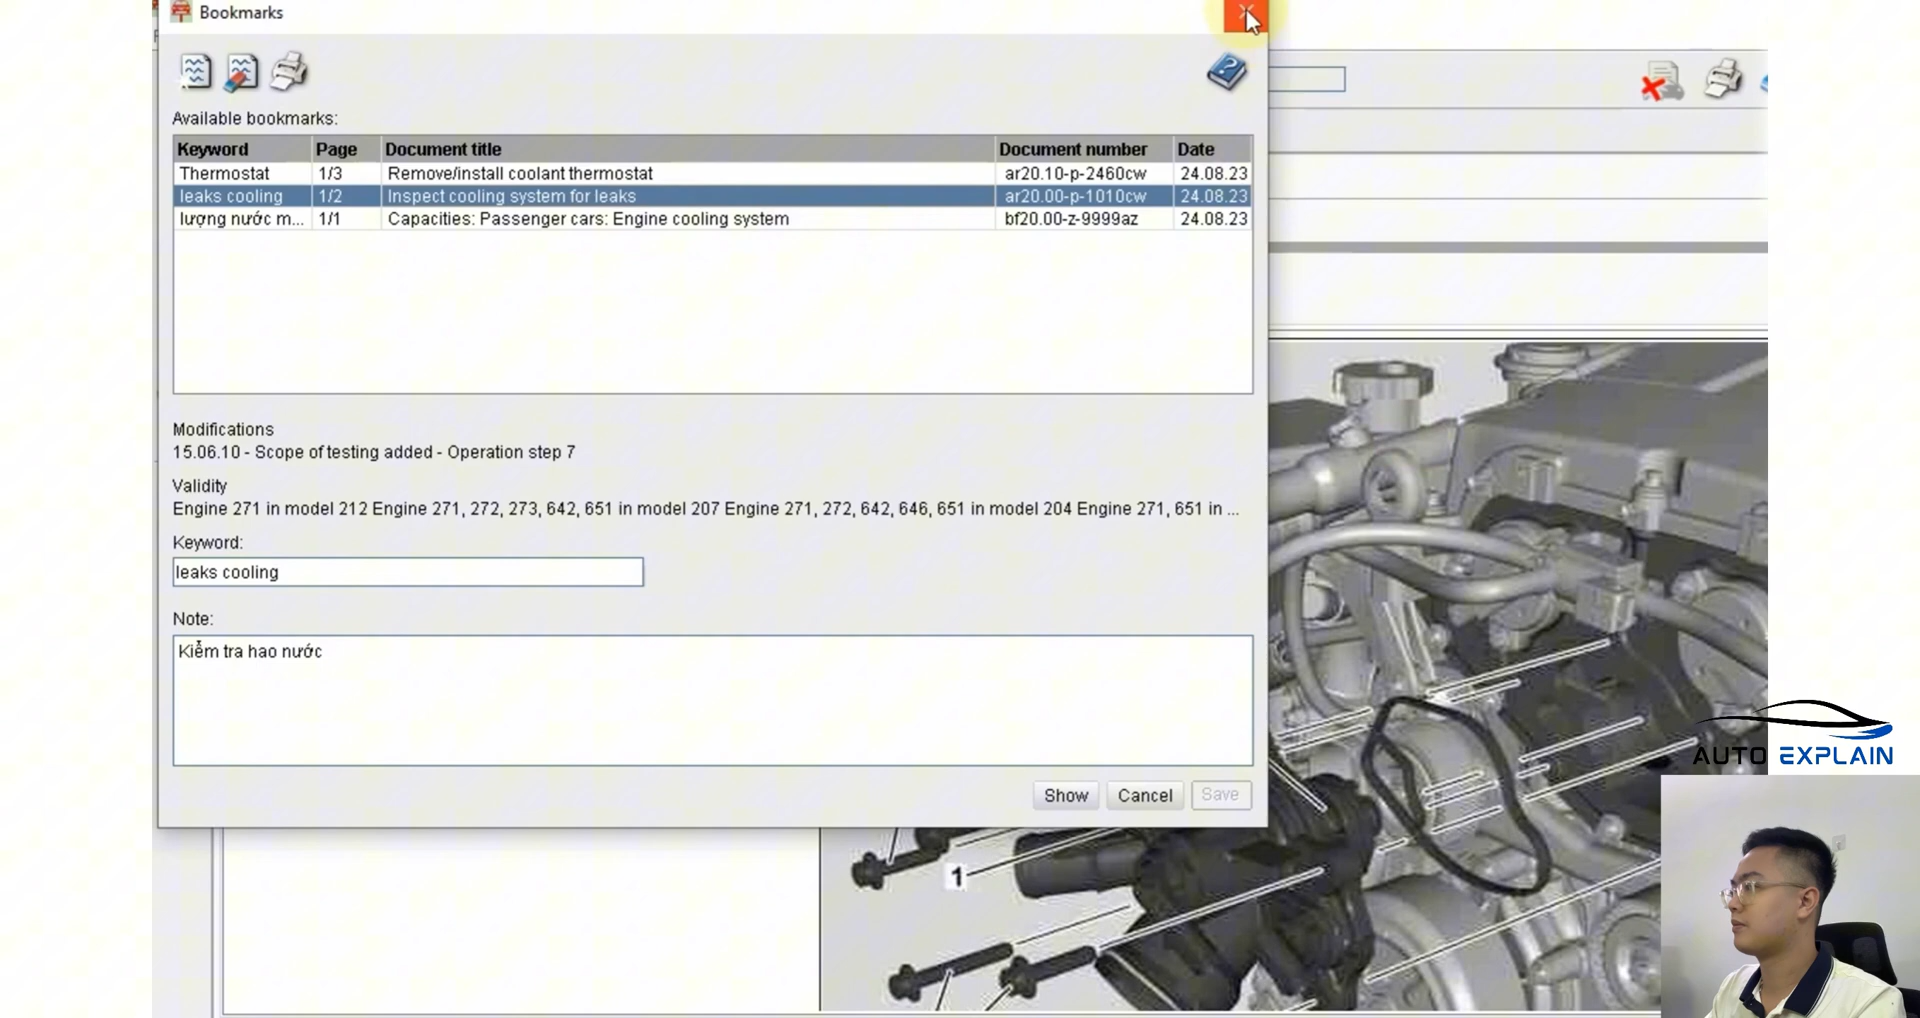 Bookmarks
Available bookmarks:
Keyword Page Document title Document number Date
Thermostat 1/3 Remove/install coolant thermostat ar20.10-p-2460cw 24.08.23
leaks cooling 1/2 Inspect cooling system for leaks ar20.00-p-1010cw 24.08.23
lượng nước m... 1/1 Capacities: Passenger cars: Engine cooling system bf20.00-z-9999az 24.08.23
Modifications
15.06.10 - Scope of testing added - Operation step 7
Validity
Engine 271 in model 212 Engine 271, 272, 273, 642, 651 in model 207 Engine 271, 272, 642, 646, 651 in model 204 Engine 271, 651 in ...
Keyword:
leaks cooling
Note:
Kiểm tra hao nước
Show Cancel Save
1
AUTO EXPLAIN